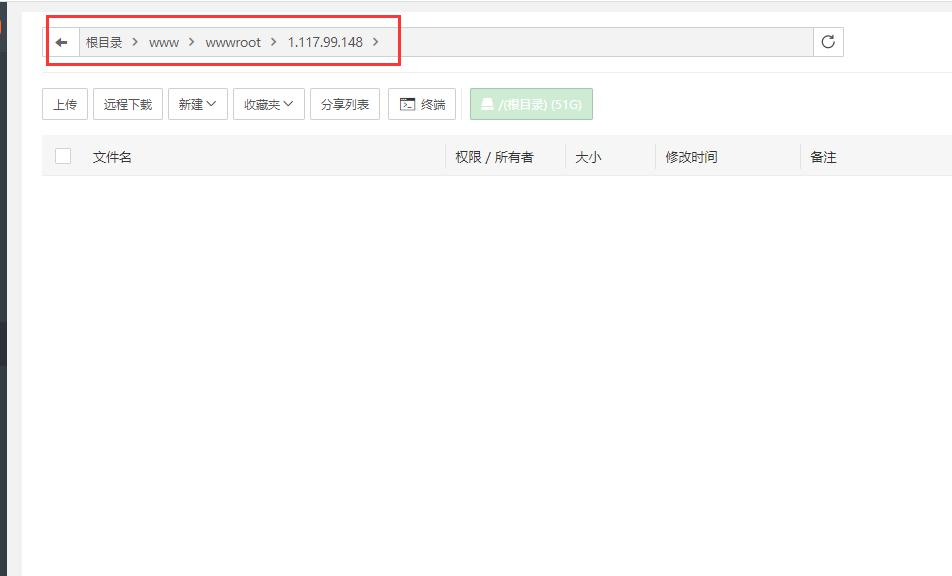 根目录 > www > wwwroot > 1.117.99.148 >
上传 远程下载 新建 收藏夹 分享列表 终端 /(根目录) (51G)
文件名 权限 / 所有者 大小 修改时间 备注